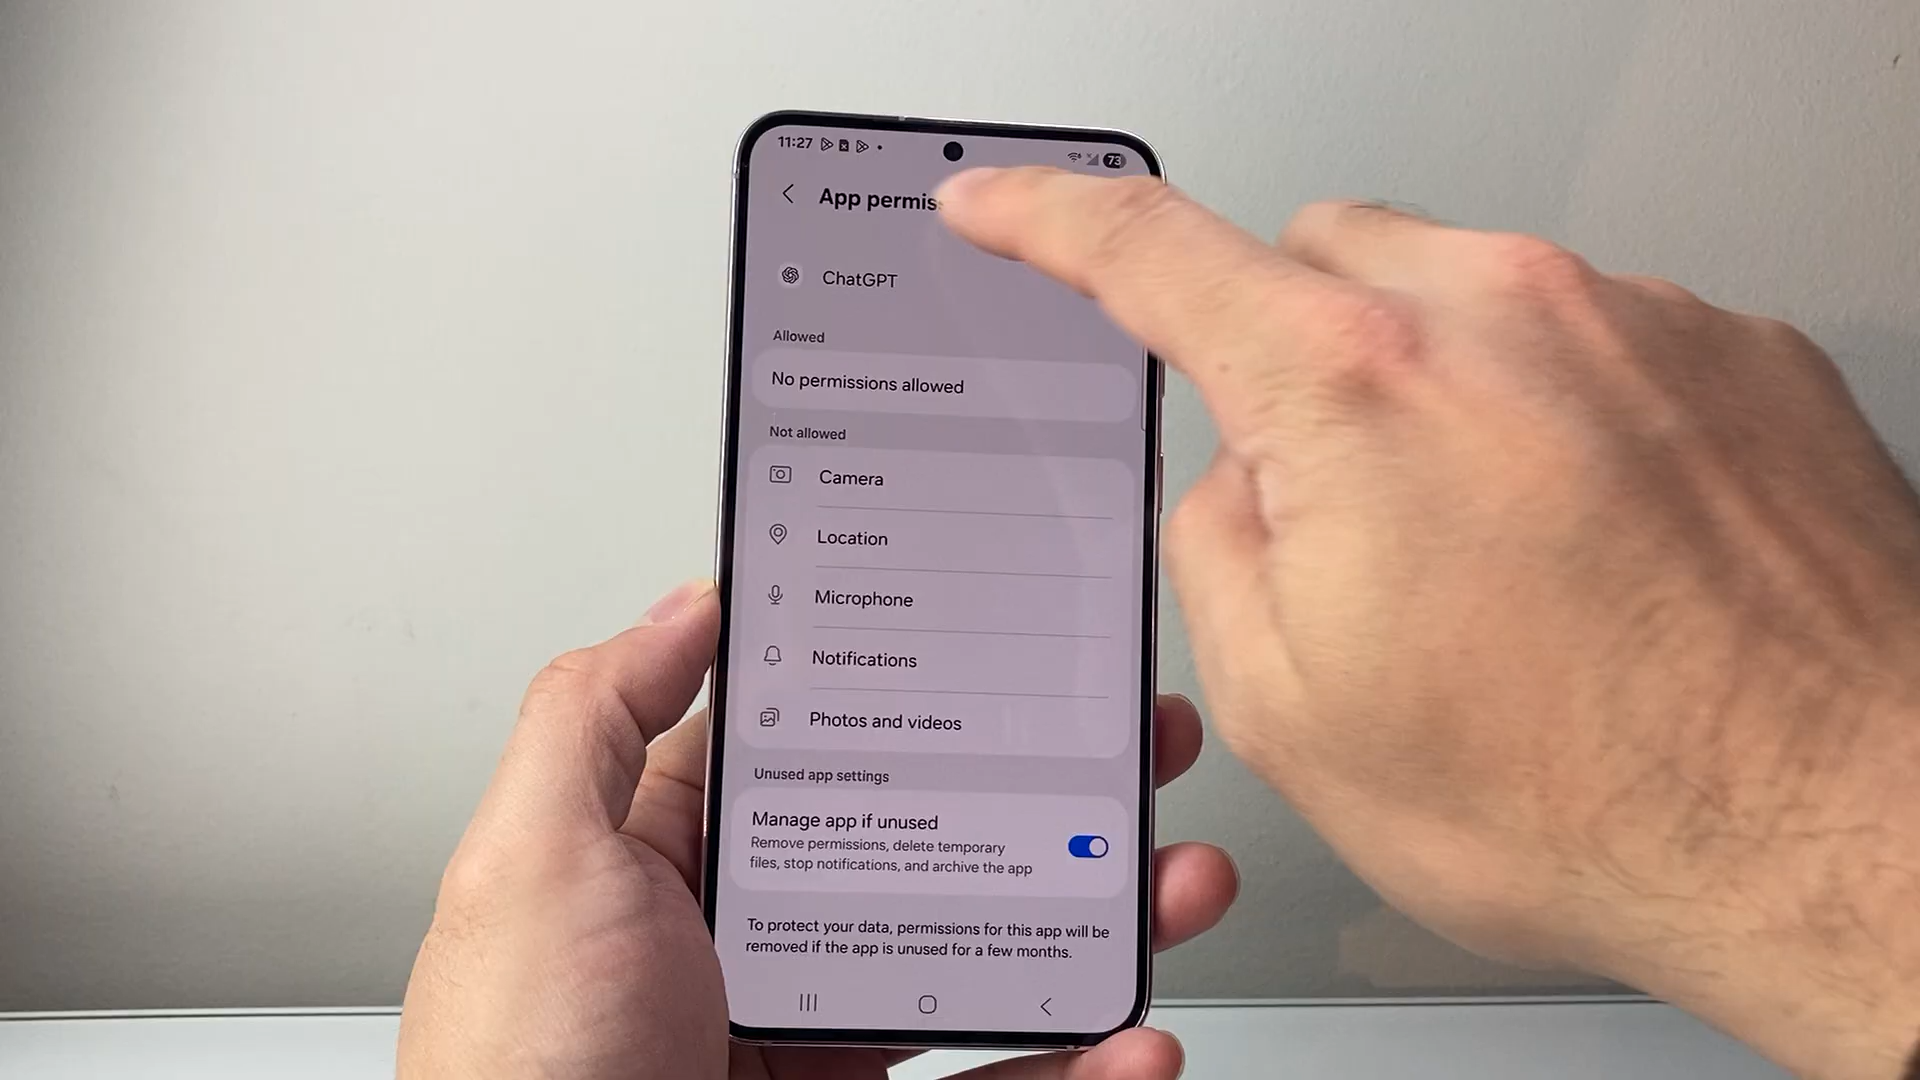 11:27
73
App permis
ChatGPT
Allowed
No permissions allowed
Not allowed
Camera
Location
Microphone
Notifications
Photos and videos
Unused app settings
Manage app if unused
Remove permissions, delete temporary
files, stop notifications, and archive the app
To protect your data, permissions for this app will be
removed if the app is unused for a few months.